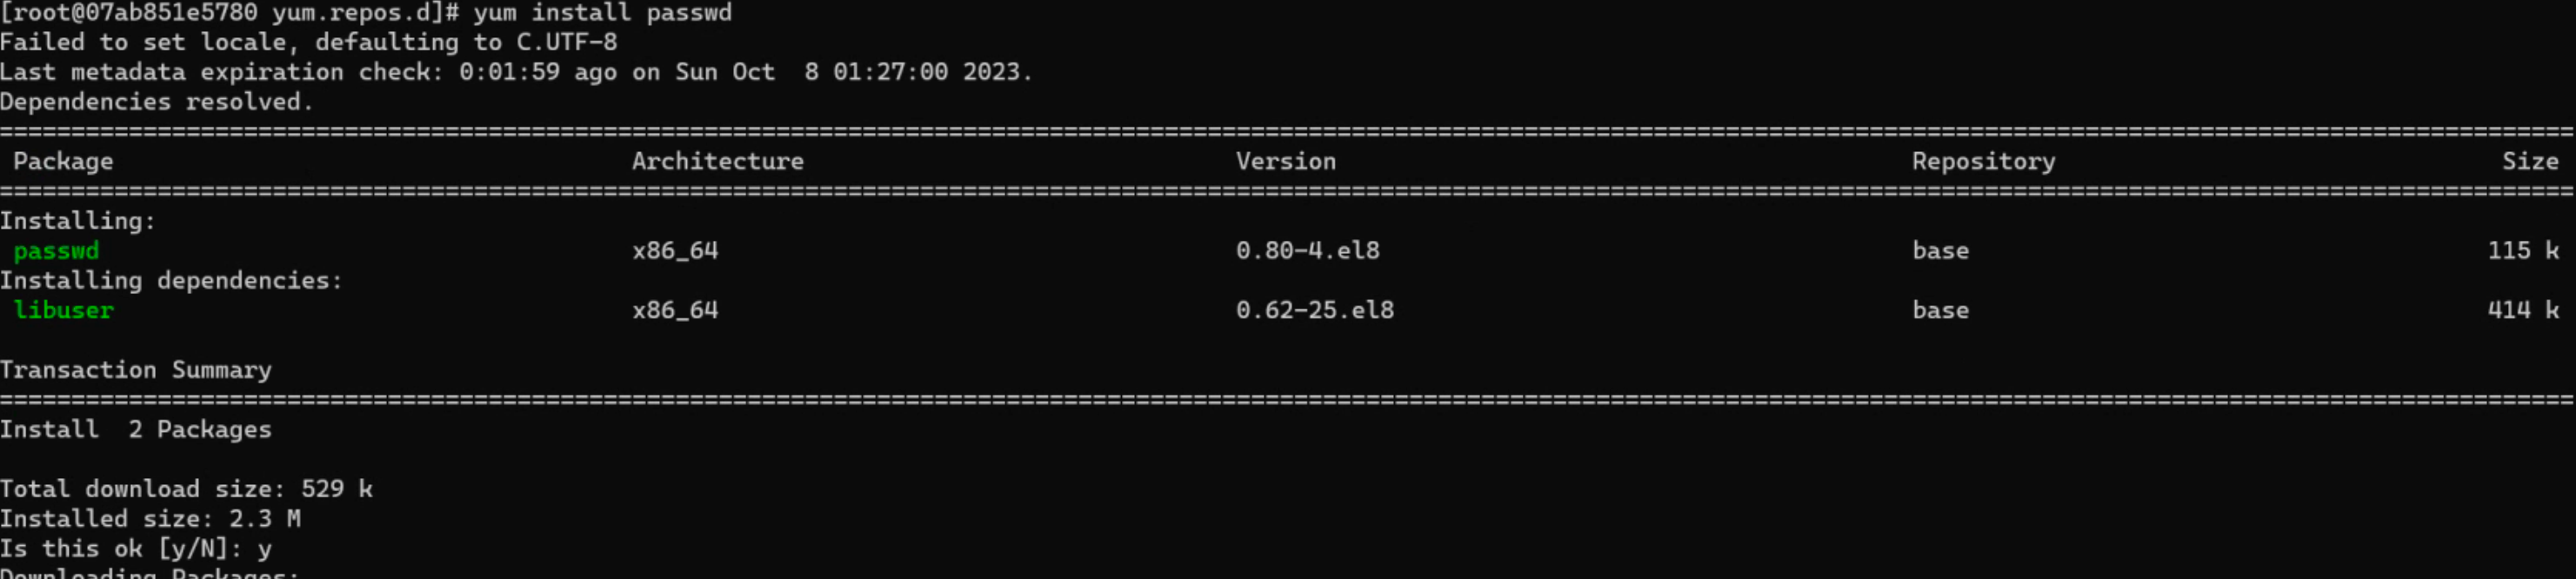 [root@07ab851e5780 yum.repos.d]# yum install passwd
Failed to set locale, defaulting to C.UTF-8
Last metadata expiration check: 0:01:59 ago on Sun Oct  8 01:27:00 2023.
Dependencies resolved.
Package Architecture Version Repository Size
Installing:
passwd x86_64 0.80-4.el8 base 115 k
Installing dependencies:
libuser x86_64 0.62-25.el8 base 414 k
Transaction Summary
Install  2 Packages
Total download size: 529 k
Installed size: 2.3 M
Is this ok [y/N]: y
Downloading Packages: